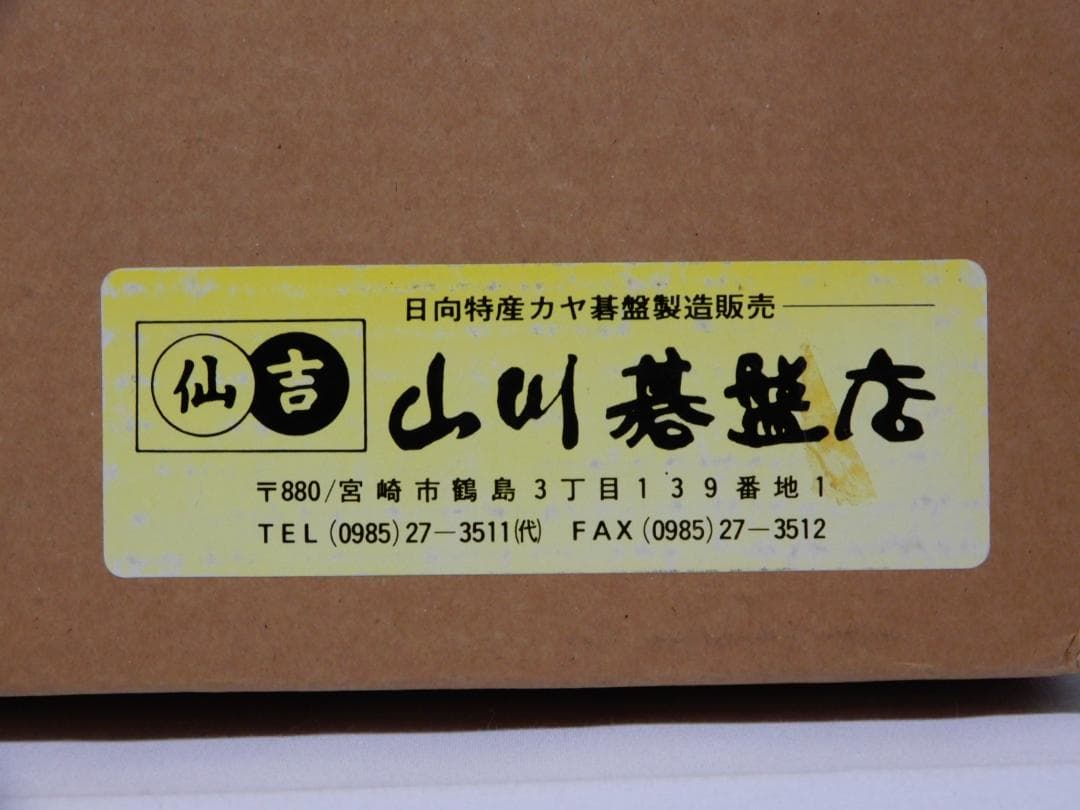 日向特産カヤ碁盤製造販売
仙吉
山川碁盤店
〒880/宮崎市鶴島3丁目139番地1
TEL(0985)27-3511(代) FAX(0985)27-3512